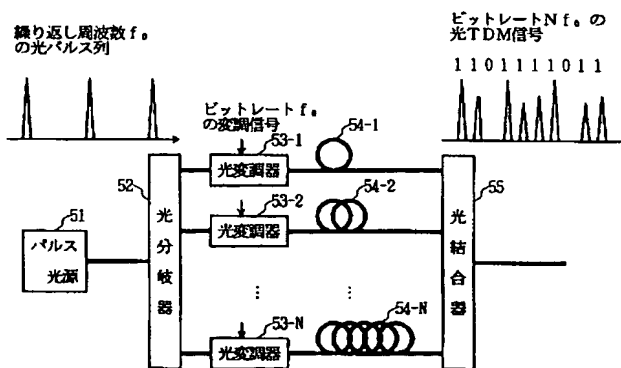 繰り返し周波数f₀
の光パルス列
ビットレートNf₀の
光TDM信号
1101111011
ビットレートf₀
の変調信号
54-1
53-1
光変調器
52
55
54-2
53-2
光変調器
51
パルス
光源
光分岐器
光結合器
54-N
53-N
光変調器